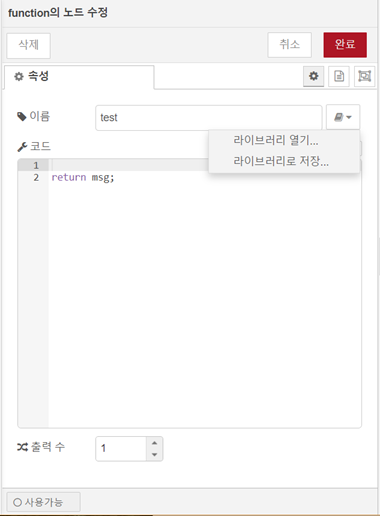 function의 노드 수정
삭제
취소
완료
속성
이름
test
라이브러리 열기...
라이브러리로 저장...
코드
1
2 return msg;
출력 수
1
사용가능